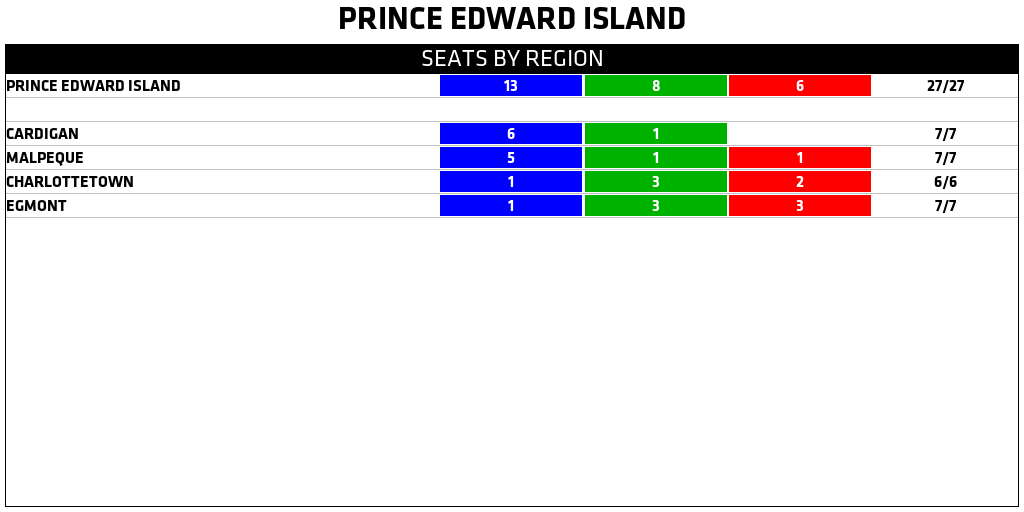 PRINCE EDWARD ISLAND
SEATS BY REGION
PRINCE EDWARD ISLAND 13 8 6 27/27
CARDIGAN 6 1 7/7
MALPEQUE 5 1 1 7/7
CHARLOTTETOWN 1 3 2 6/6
EGMONT 1 3 3 7/7